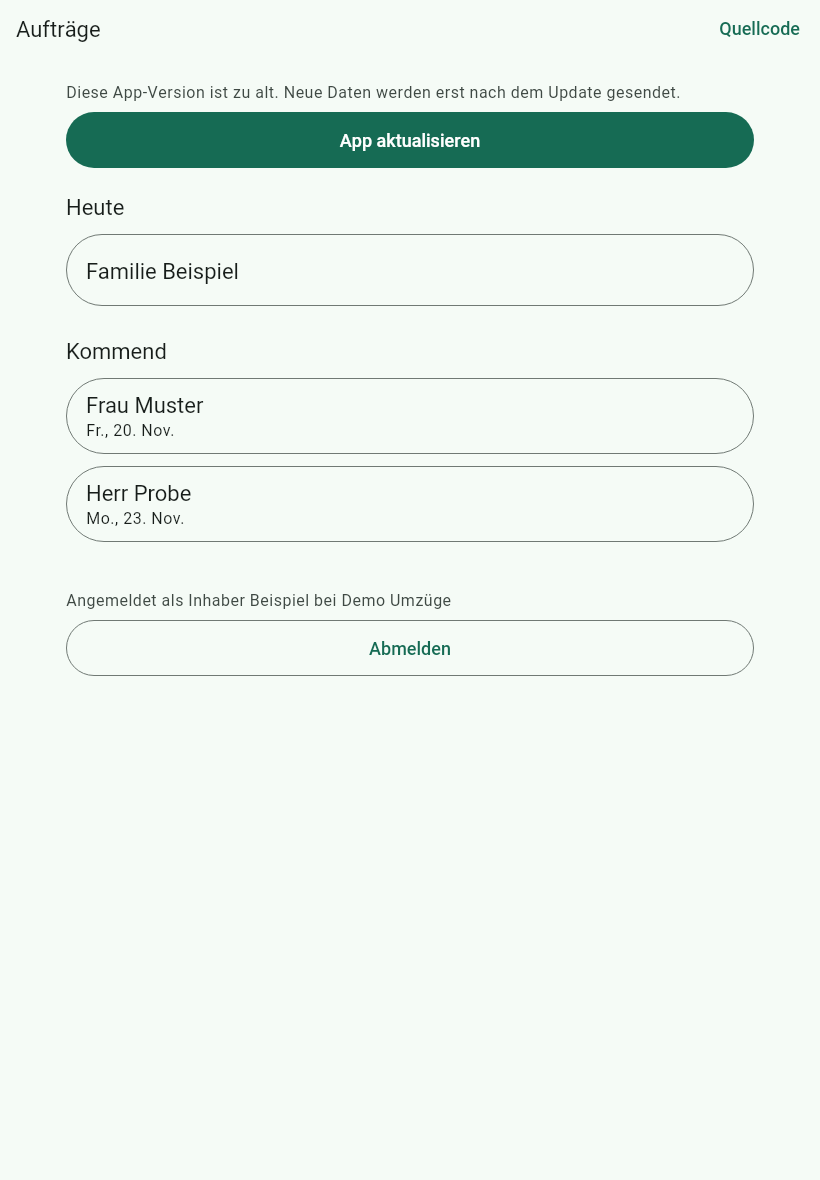 Aufträge
Quellcode
Diese App-Version ist zu alt. Neue Daten werden erst nach dem Update gesendet.
App aktualisieren
Heute
Familie Beispiel
Kommend
Frau Muster
Fr., 20. Nov.
Herr Probe
Mo., 23. Nov.
Angemeldet als Inhaber Beispiel bei Demo Umzüge
Abmelden